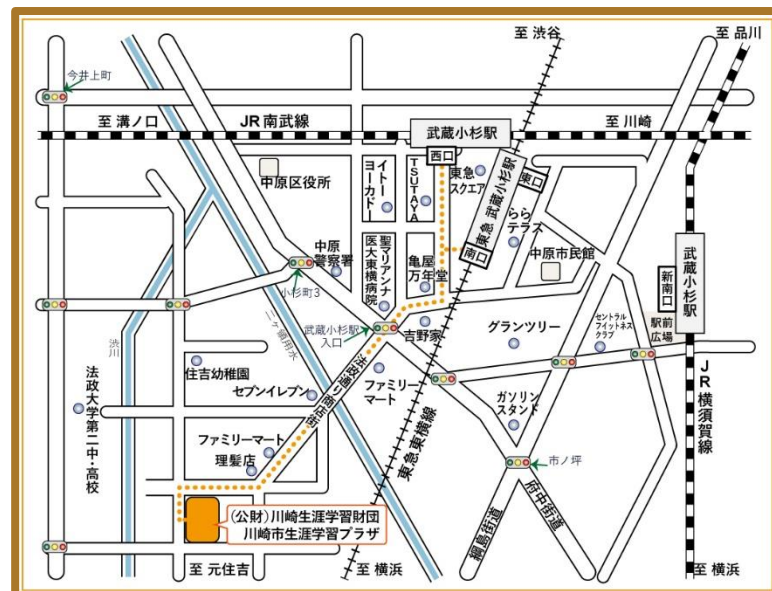 至 渋谷
至 品川
今井上町
至 溝ノ口
JR 南武線
武蔵小杉駅
至 川崎
西口
中原区役所
イトー
ヨーカドー
TSUTAYA
東急
スクエア
東急 武蔵小杉駅
東口
南口
らら
テラス
中原市民館
新南口
武蔵小杉駅
中原
警察署
聖マリアンナ
医大東横病院
亀屋
万年堂
小杉町3
武蔵小杉駅
入口
吉野家
グランツリー
セントラル
フィットネス
クラブ
駅前
広場
渋川
二ヶ領用水
法政大学
第二中・高校
住吉幼稚園
セブンイレブン
法政通り商店街
ファミリー
マート
ガソリン
スタンド
JR 横須賀線
ファミリーマート
理髪店
東急東横線
市ノ坪
綱島街道
府中街道
(公財)川崎生涯学習財団
川崎市生涯学習プラザ
至 元住吉
至 横浜
至 横浜